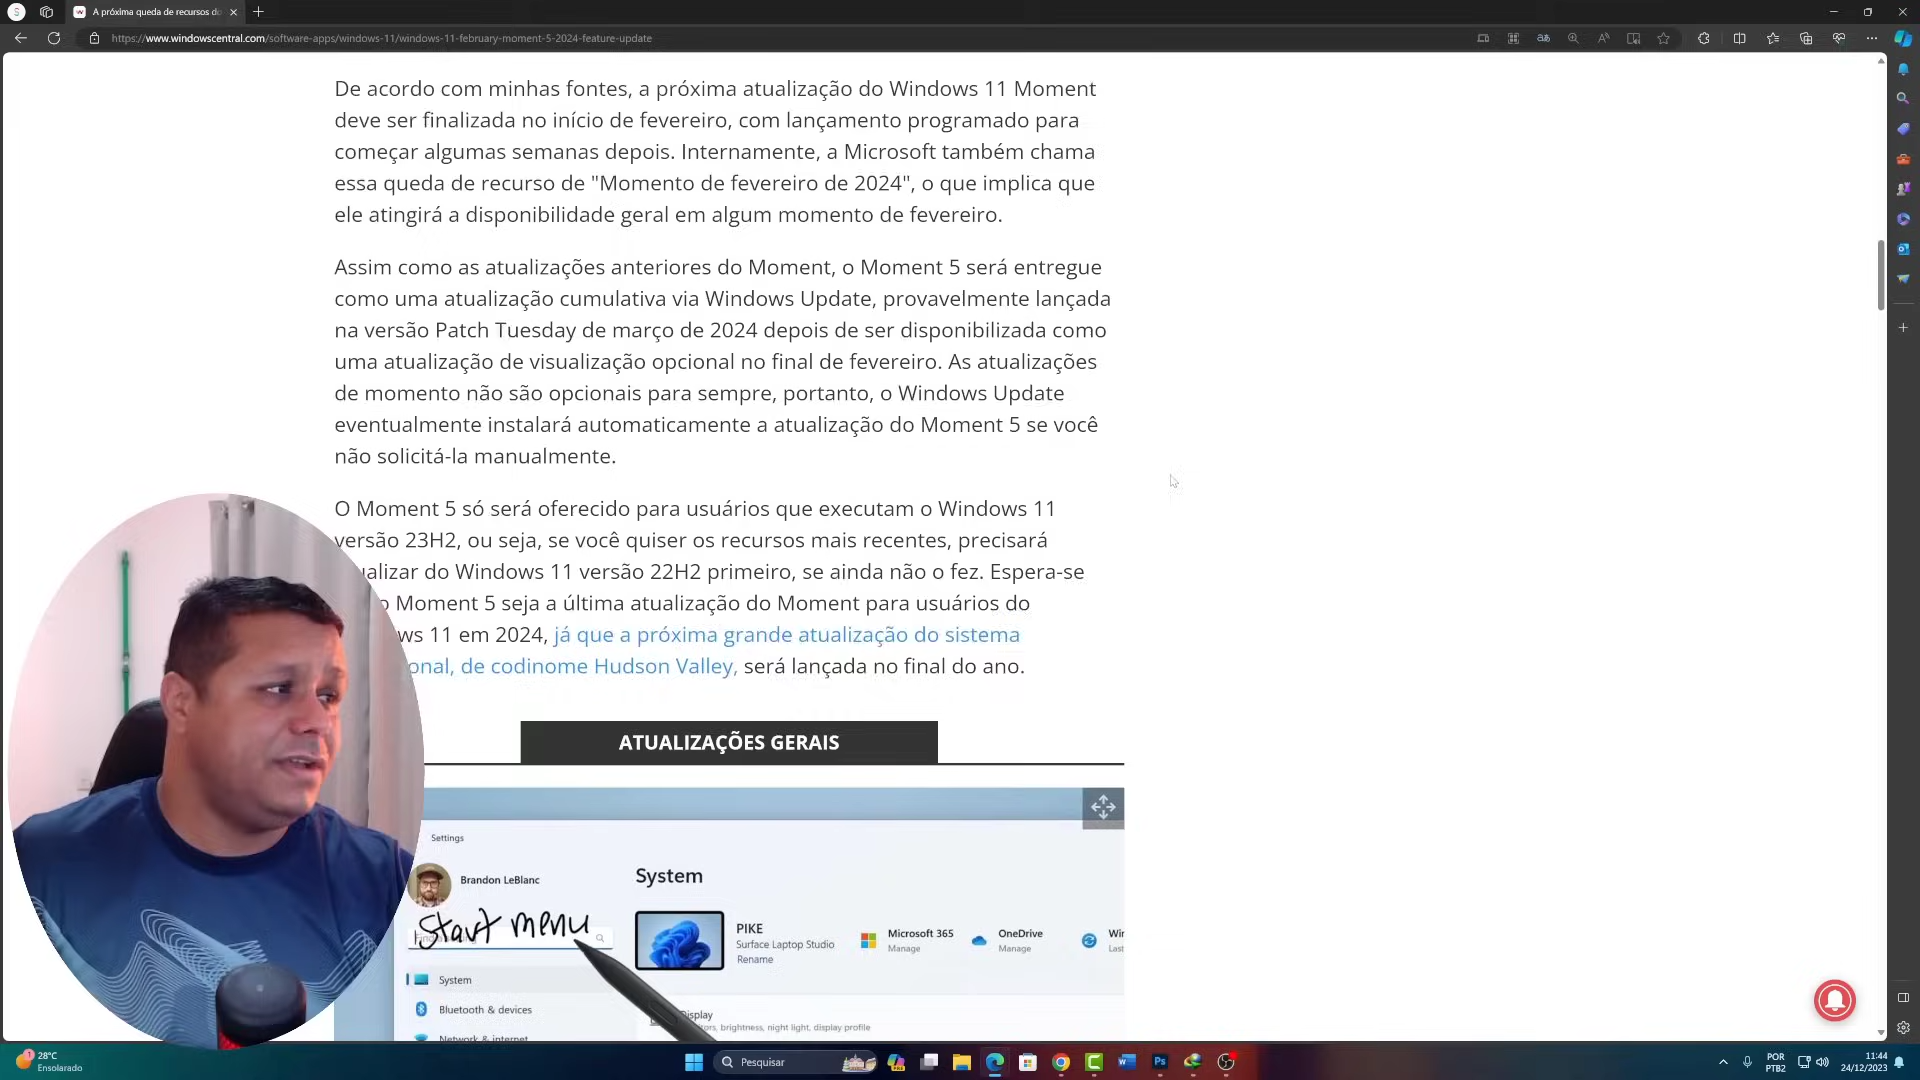 S
A próxima queda de recursos do
https://www.windowscentral.com/software-apps/windows-11/windows-11-february-moment-5-2024-feature-update
De acordo com minhas fontes, a próxima atualização do Windows 11 Moment
deve ser finalizada no início de fevereiro, com lançamento programado para
começar algumas semanas depois. Internamente, a Microsoft também chama
essa queda de recurso de "Momento de fevereiro de 2024", o que implica que
ele atingirá a disponibilidade geral em algum momento de fevereiro.
Assim como as atualizações anteriores do Moment, o Moment 5 será entregue
como uma atualização cumulativa via Windows Update, provavelmente lançada
na versão Patch Tuesday de março de 2024 depois de ser disponibilizada como
uma atualização de visualização opcional no final de fevereiro. As atualizações
de momento não são opcionais para sempre, portanto, o Windows Update
eventualmente instalará automaticamente a atualização do Moment 5 se você
não solicitá-la manualmente.
O Moment 5 só será oferecido para usuários que executam o Windows 11
versão 23H2, ou seja, se você quiser os recursos mais recentes, precisará
ualizar do Windows 11 versão 22H2 primeiro, se ainda não o fez. Espera-se
o Moment 5 seja a última atualização do Moment para usuários do
ws 11 em 2024, já que a próxima grande atualização do sistema
onal, de codinome Hudson Valley, será lançada no final do ano.
ATUALIZAÇÕES GERAIS
Settings
Brandon LeBlanc
Start menu
System
Bluetooth & devices
Network & internet
System
PIKE
Surface Laptop Studio
Rename
Microsoft 365
Manage
OneDrive
Manage
Wir
Last
Display
tors, brightness, night light, display profile
1
28°C
Ensolarado
Pesquisar
POR
PTB2
11:44
24/12/2023